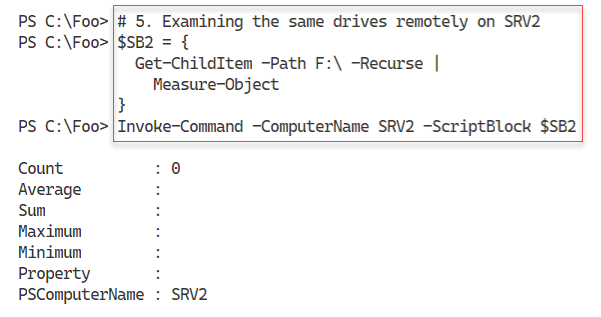 PS C:\Foo> # 5. Examining the same drives remotely on SRV2
PS C:\Foo> $SB2 = {
  Get-ChildItem -Path F:\ -Recurse |
    Measure-Object
}
PS C:\Foo> Invoke-Command -ComputerName SRV2 -ScriptBlock $SB2
Count          : 0
Average        :
Sum            :
Maximum        :
Minimum        :
Property       :
PSComputerName : SRV2